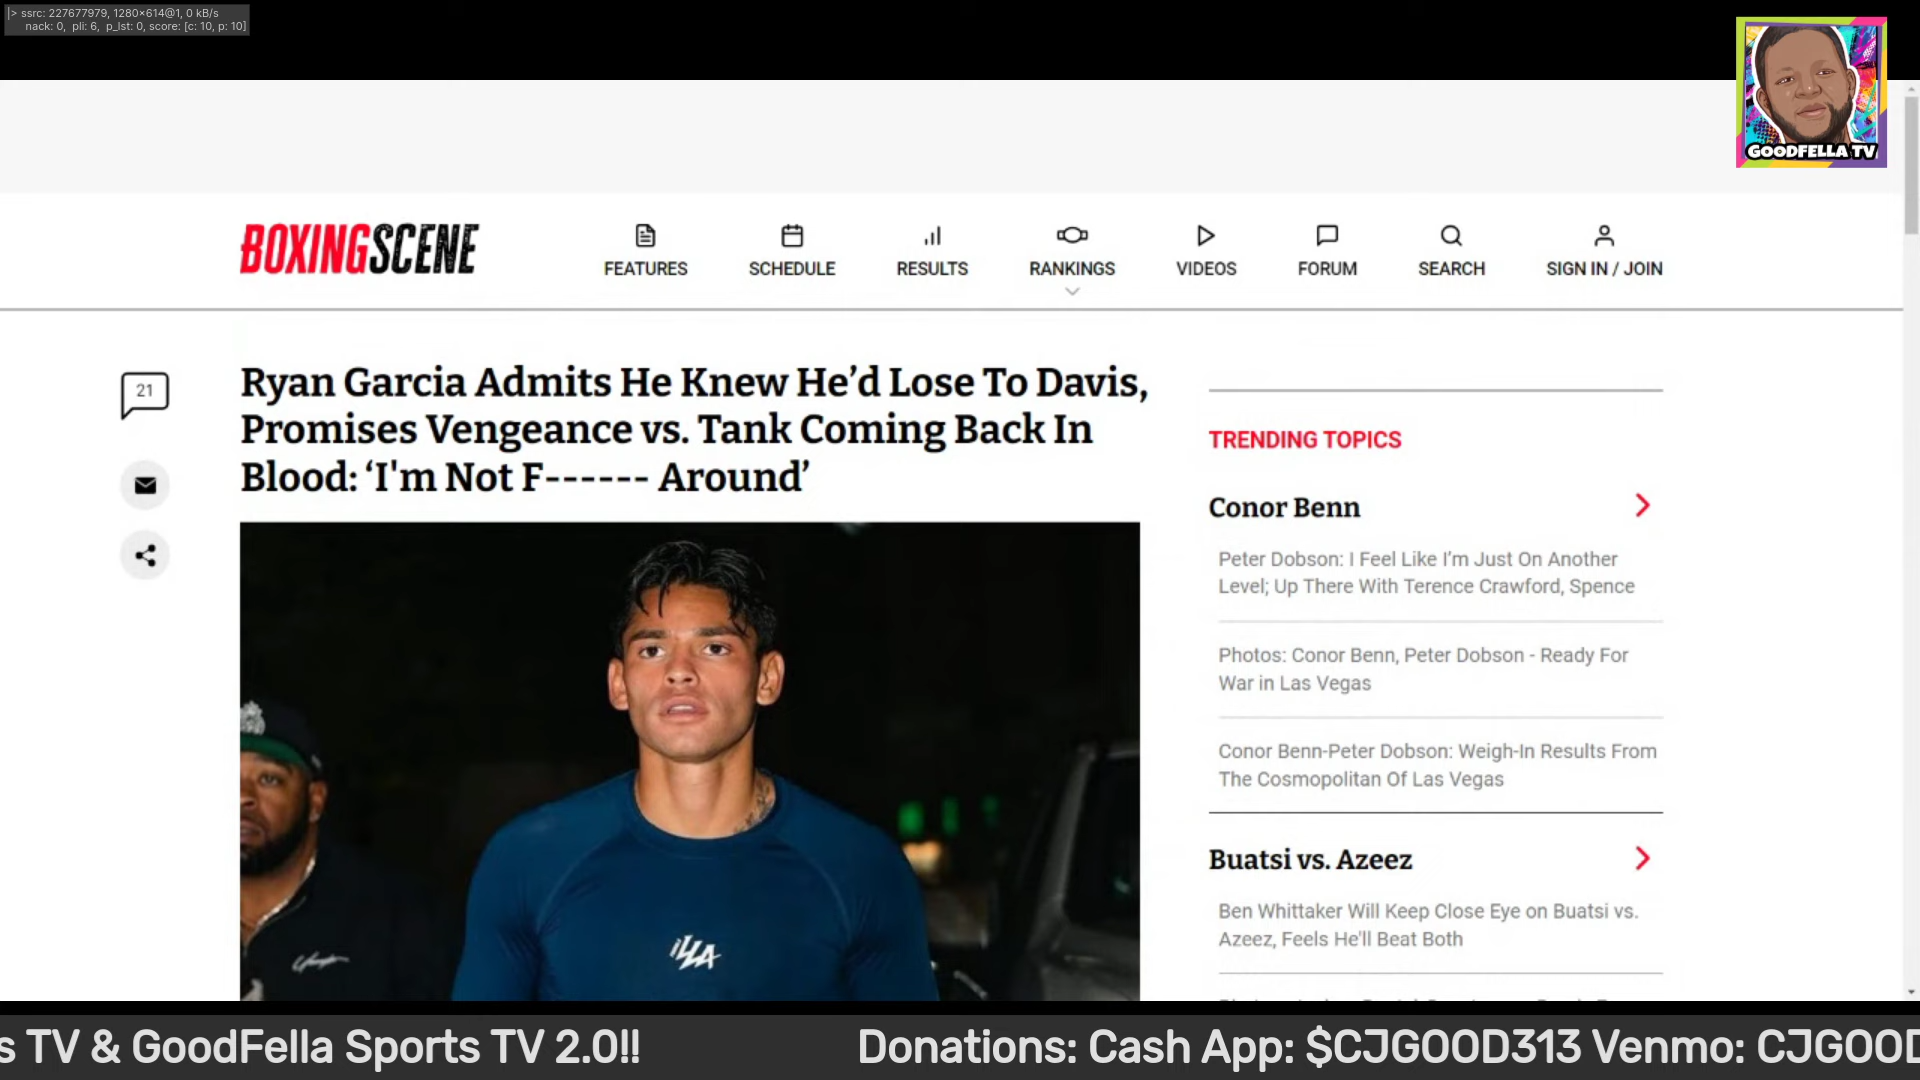 |> ssrc: 227677979, 1280×614@1, 0 kB/s
nack: 0, pli: 6, p_lst: 0, score: [c: 10, p: 10]
GOODFELLA TV
BOXINGSCENE
FEATURES
SCHEDULE
RESULTS
RANKINGS
VIDEOS
FORUM
SEARCH
SIGN IN / JOIN
21
Ryan Garcia Admits He Knew He’d Lose To Davis,
Promises Vengeance vs. Tank Coming Back In
Blood: ‘I'm Not F------ Around’
TRENDING TOPICS
Conor Benn
Peter Dobson: I Feel Like I’m Just On Another
Level; Up There With Terence Crawford, Spence
Photos: Conor Benn, Peter Dobson - Ready For
War in Las Vegas
Conor Benn-Peter Dobson: Weigh-In Results From
The Cosmopolitan Of Las Vegas
Buatsi vs. Azeez
Ben Whittaker Will Keep Close Eye on Buatsi vs.
Azeez, Feels He'll Beat Both
s TV & GoodFella Sports TV 2.0!!
Donations: Cash App: $CJGOOD313 Venmo: CJGOOD